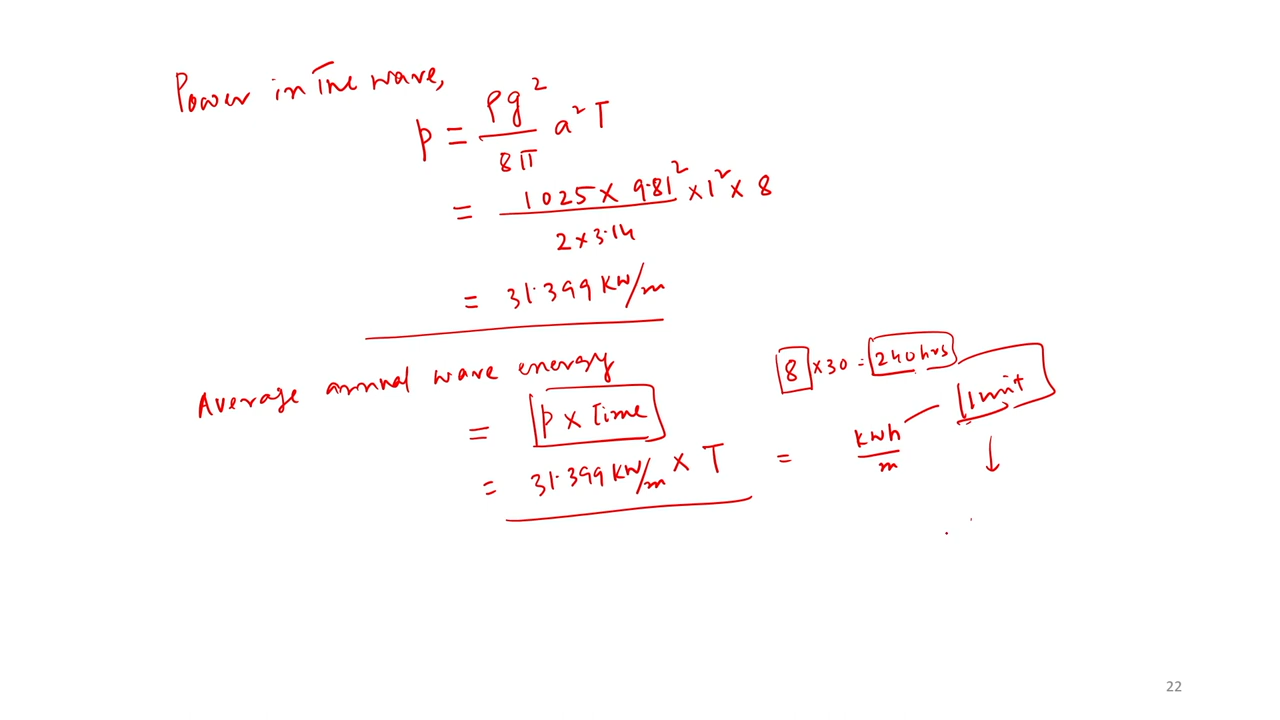 Power in the wave,
p = ρg² / 8π a² T
= 1025 × 9.81² / 2 × 3.14 × 1² × 8
= 31.399 kW/m
Average annual wave energy
= p × Time
= 31.399 kW/m × T = kWh / m
8 × 30 = 240 hrs
1 unit
↓
22